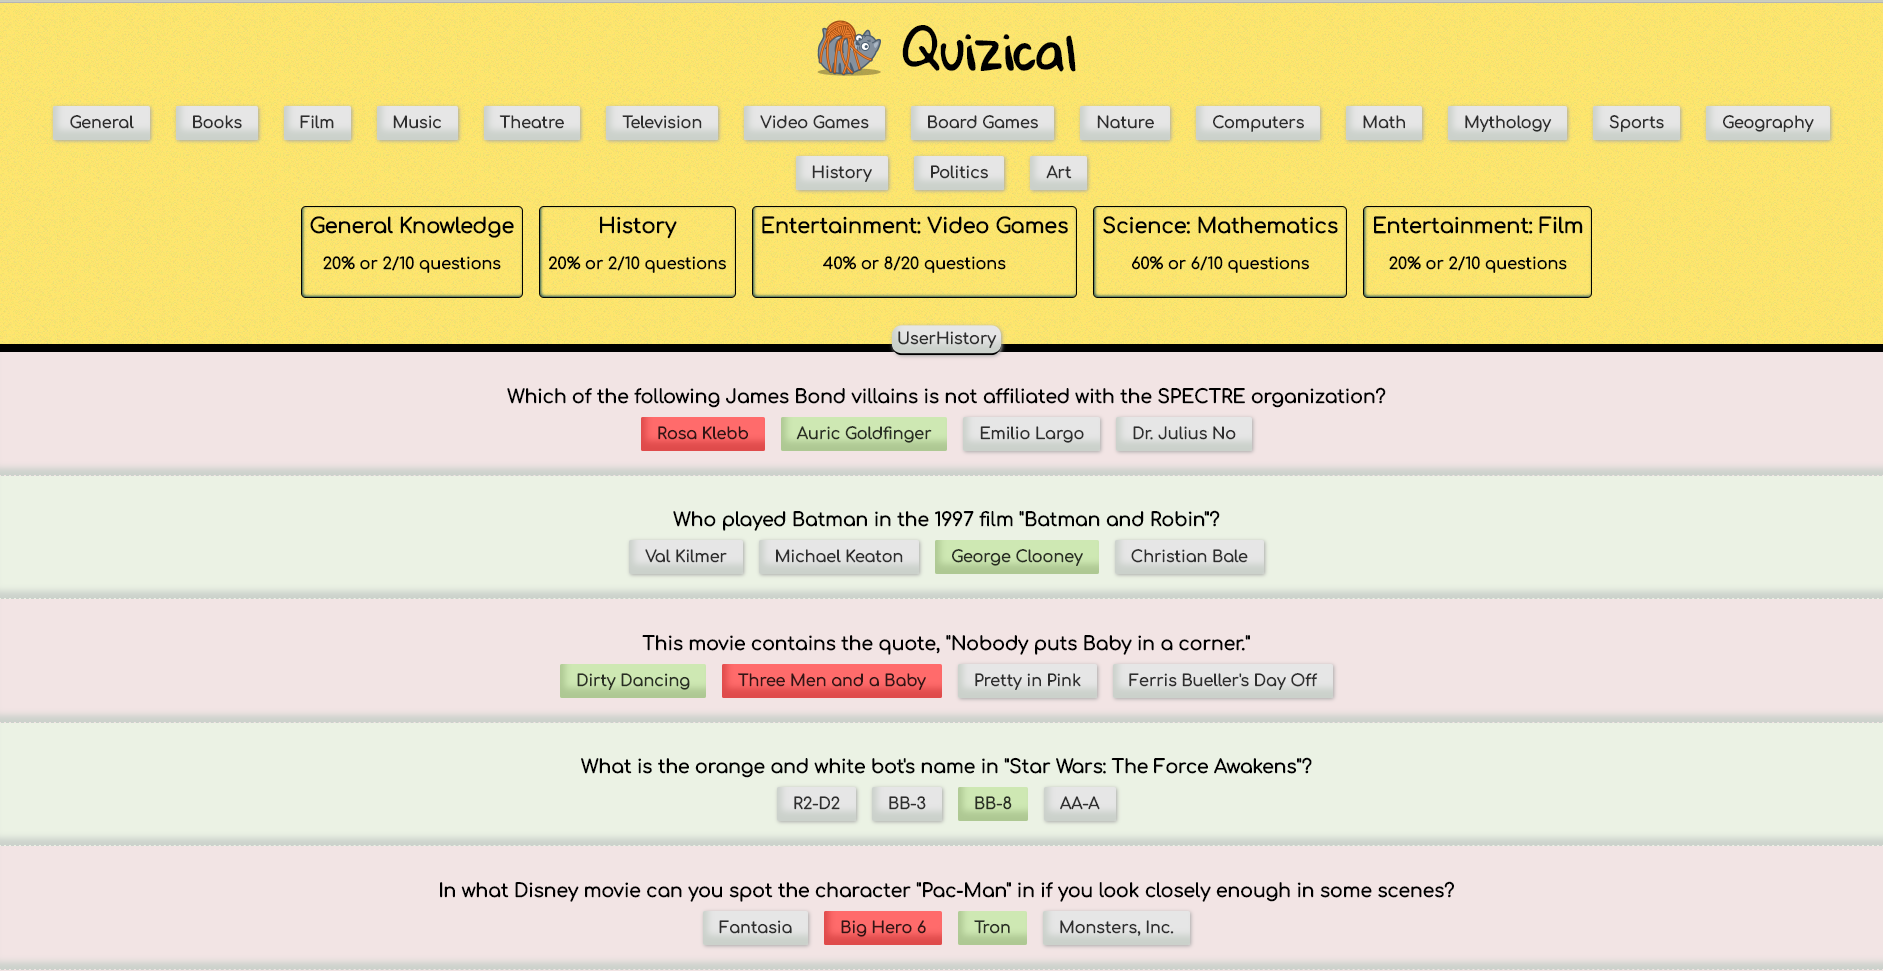 Quizical
General Books Film Music Theatre Television Video Games Board Games Nature Computers Math Mythology Sports Geography
History Politics Art
General Knowledge History Entertainment: Video Games Science: Mathematics Entertainment: Film
20% or 2/10 questions 20% or 2/10 questions 40% or 8/20 questions 60% or 6/10 questions 20% or 2/10 questions
UserHistory
Which of the following James Bond villains is not affiliated with the SPECTRE organization?
Rosa Klebb Auric Goldfinger Emilio Largo Dr. Julius No
Who played Batman in the 1997 film "Batman and Robin"?
Val Kilmer Michael Keaton George Clooney Christian Bale
This movie contains the quote, "Nobody puts Baby in a corner."
Dirty Dancing Three Men and a Baby Pretty in Pink Ferris Bueller's Day Off
What is the orange and white bot's name in "Star Wars: The Force Awakens"?
R2-D2 BB-3 BB-8 AA-A
In what Disney movie can you spot the character "Pac-Man" in if you look closely enough in some scenes?
Fantasia Big Hero 6 Tron Monsters, Inc.